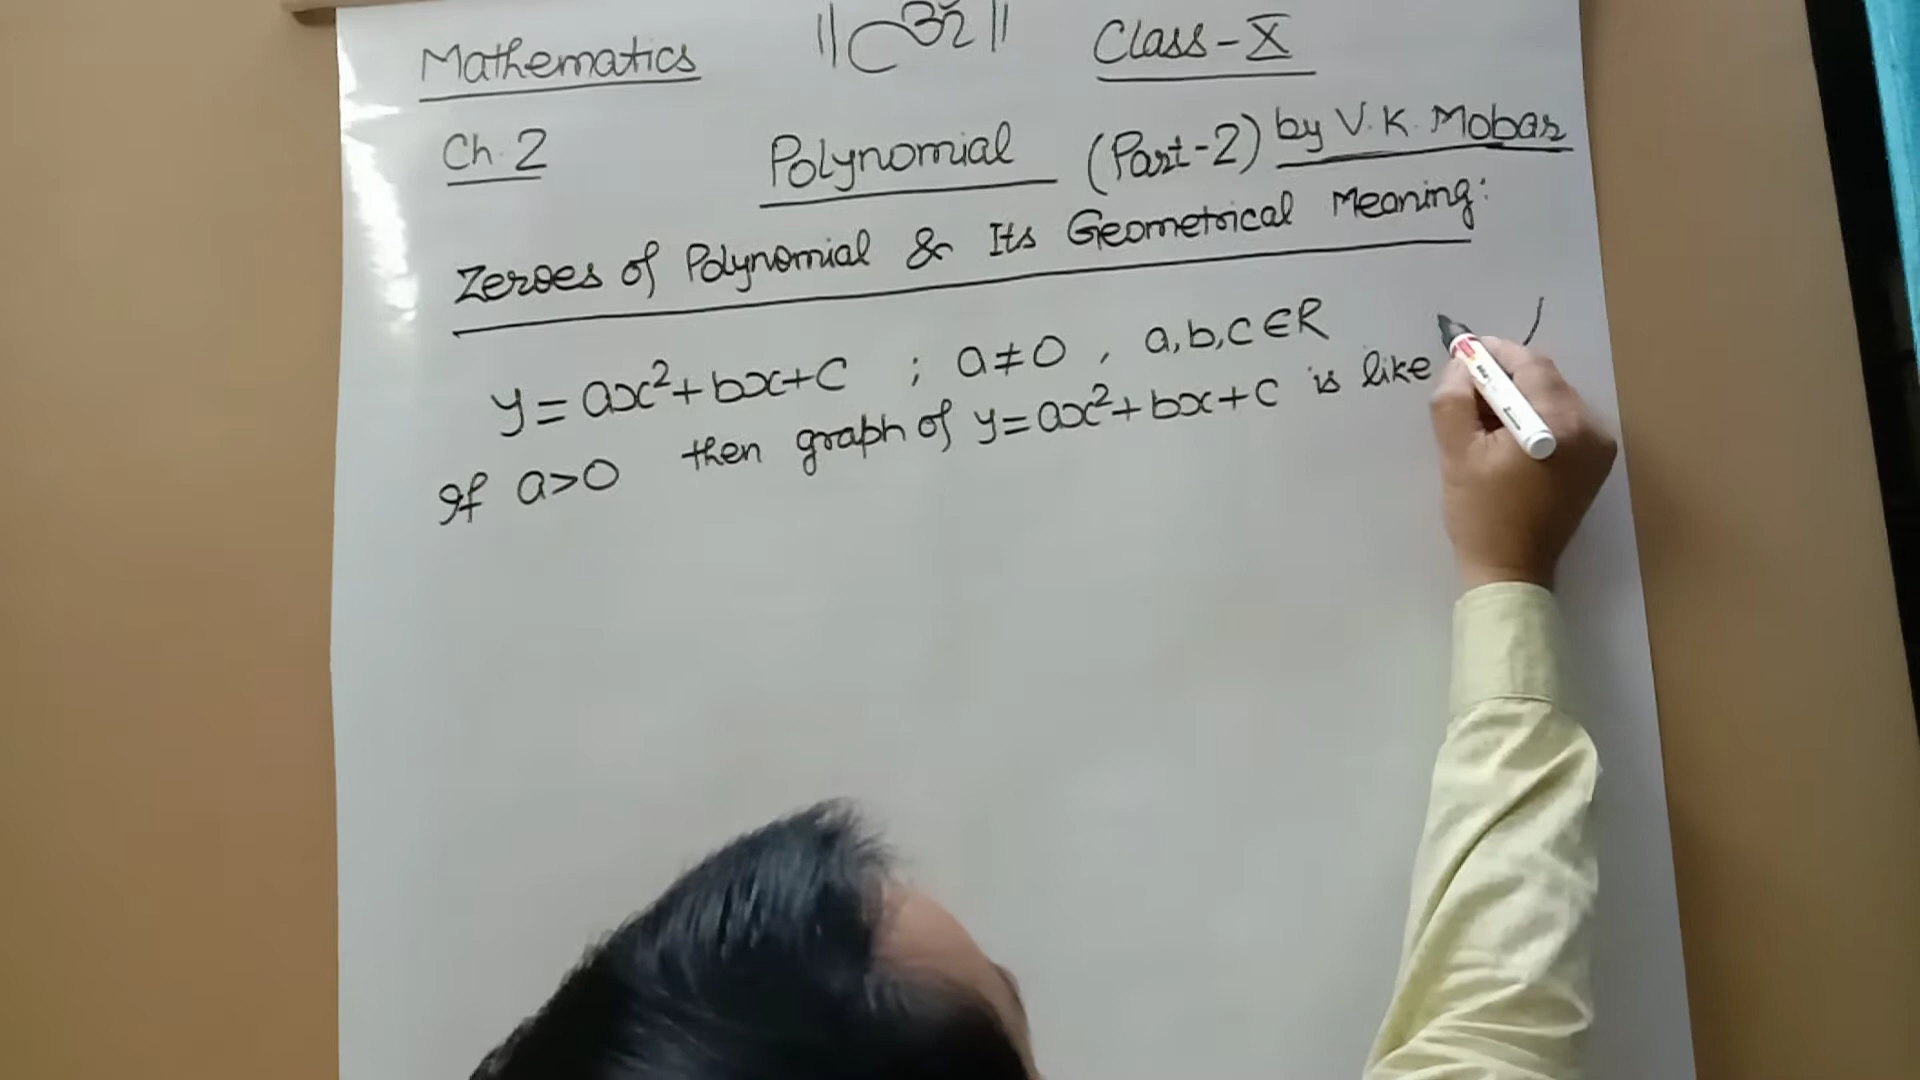 Mathematics || ॐ || Class-X
Ch. 2 Polynomial (Part-2) by V.K. Mobar
Zeroes of Polynomial & Its Geometrical Meaning:
y = ax²+bx+c ; a≠0 , a,b,c ∈ R
If a>0 then graph of y=ax²+bx+c is like